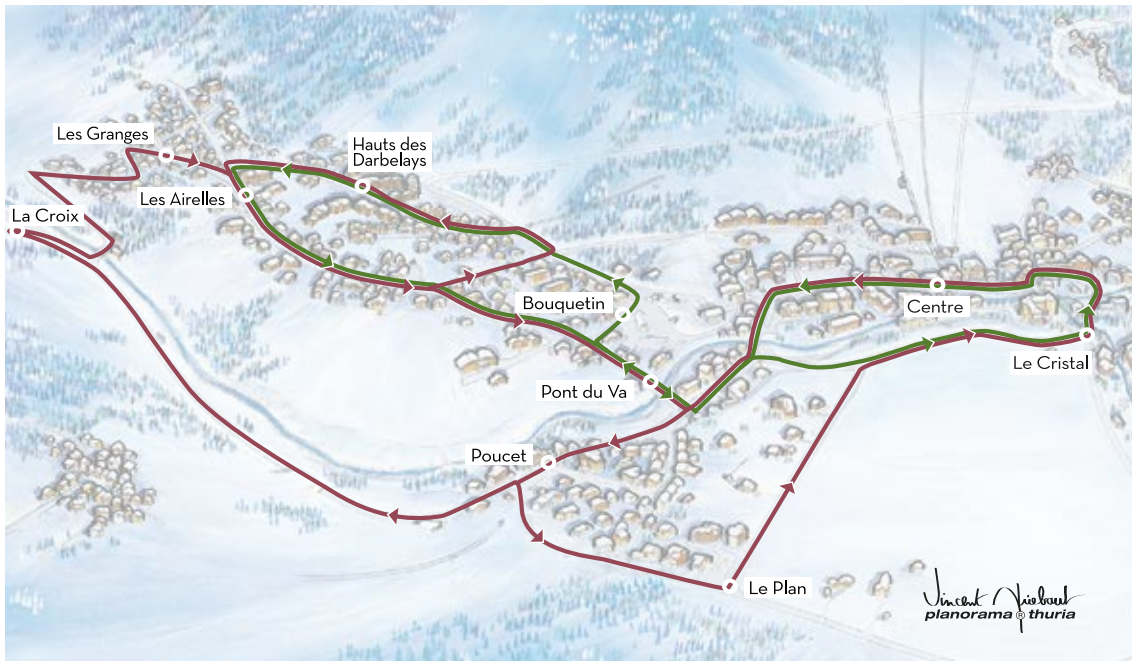 Les Granges
Hauts des
Darbelays
Les Airelles
La Croix
Bouquetin
Centre
Le Cristal
Pont du Va
Poucet
Le Plan
Vincent Thiebaut
planorama ® thuria